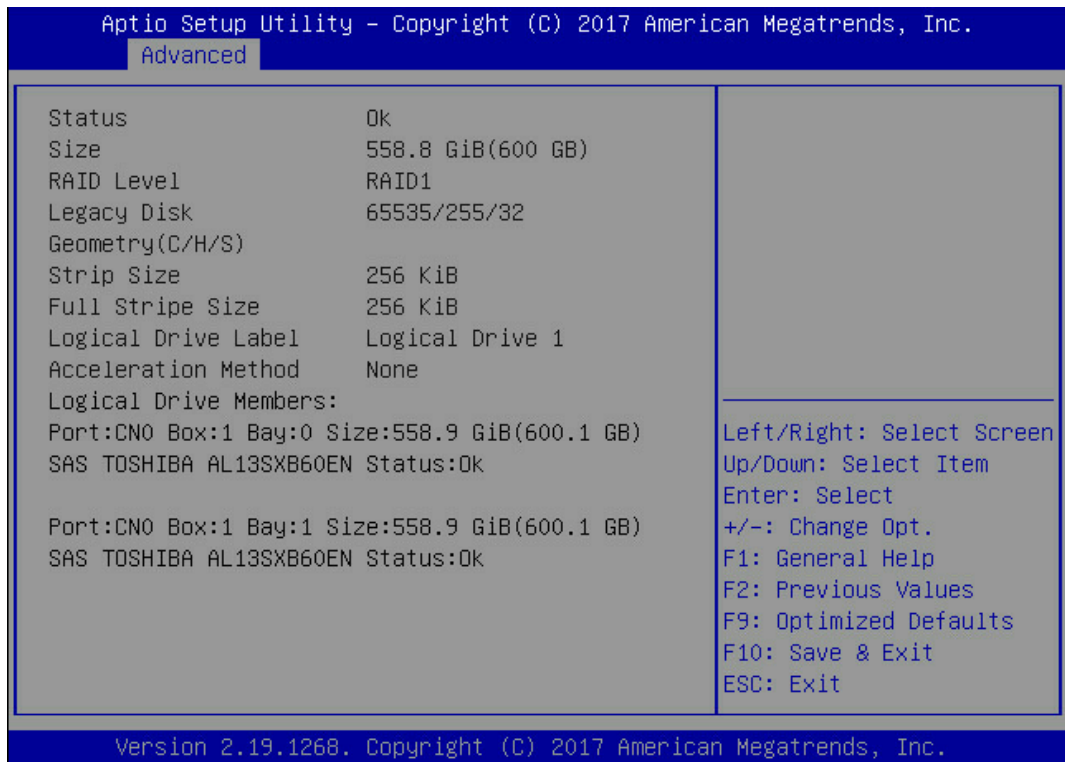 Aptio Setup Utility – Copyright (C) 2017 American Megatrends, Inc.
Advanced
Status Ok
Size 558.8 GiB(600 GB)
RAID Level RAID1
Legacy Disk 65535/255/32
Geometry(C/H/S)
Strip Size 256 KiB
Full Stripe Size 256 KiB
Logical Drive Label Logical Drive 1
Acceleration Method None
Logical Drive Members:
Port:CN0 Box:1 Bay:0 Size:558.9 GiB(600.1 GB)
SAS TOSHIBA AL13SXB60EN Status:Ok
Port:CN0 Box:1 Bay:1 Size:558.9 GiB(600.1 GB)
SAS TOSHIBA AL13SXB60EN Status:Ok
Left/Right: Select Screen
Up/Down: Select Item
Enter: Select
+/-: Change Opt.
F1: General Help
F2: Previous Values
F9: Optimized Defaults
F10: Save & Exit
ESC: Exit
Version 2.19.1268. Copyright (C) 2017 American Megatrends, Inc.